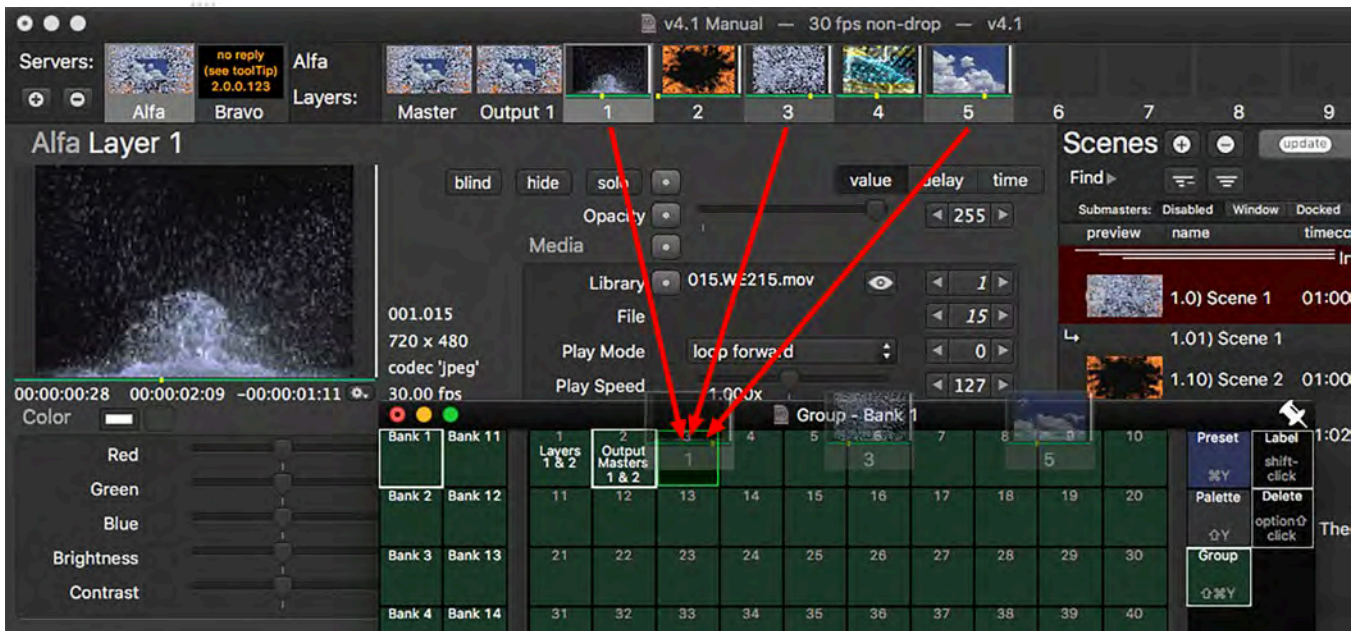 v4.1 Manual — 30 fps non-drop — v4.1
Servers:
no reply
(see toolTip)
2.0.0.123
Alfa
Layers:
Alfa Bravo Master Output 1 1 2 3 4 5 6 7 8 9
Alfa Layer 1
Scenes update
blind hide solo value delay time
Find
Opacity 255
Submasters: Disabled Window Docked
Media
preview name
Library 015.WE215.mov 1
1.0) Scene 1 01:00
001.015 File 15
720 x 480
1.01) Scene 1
codec 'jpeg' Play Mode loop forward 0
00:00:00:28 00:00:02:09 -00:00:01:11 30.00 fps Play Speed 1.000x 127
1.10) Scene 2 01:00
Color
Group - Bank 1
Bank 1 Bank 11 1 2 3 4 5 6 7 8 9 10 Preset Label
Layers
1 & 2
Output
Masters
1 & 2
1 3 5
⌘Y
shift-
click
1:02
Red
Green
Bank 2 Bank 12 11 12 13 14 15 16 17 18 19 20 Palette Delete
⇧Y
option⇧
click
The
Blue
Brightness
Bank 3 Bank 13 21 22 23 24 25 26 27 28 29 30 Group
⇧⌘Y
Contrast
Bank 4 Bank 14 31 32 33 34 35 36 37 38 39 40